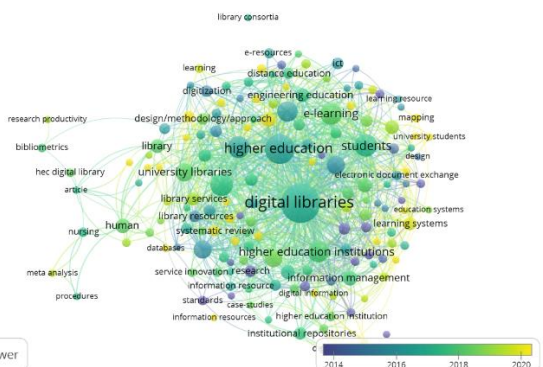 library consortia
e-resources
ict
learning
distance education
digitization
engineering education
learning resource
research productivity
design/methodology/approach
e-learning
mapping
university students
bibliometrics
library
higher education
students
design
hec digital library
university libraries
electronic document exchange
article
library services
digital libraries
education systems
library resources
human
learning systems
nursing
systematic review
databases
higher education institutions
meta analysis
service innovation
research
information management
information resource
procedures
standards
digital information
case-studies
information resources
higher education institution
institutional repositories
wer
2014
2016
2018
2020